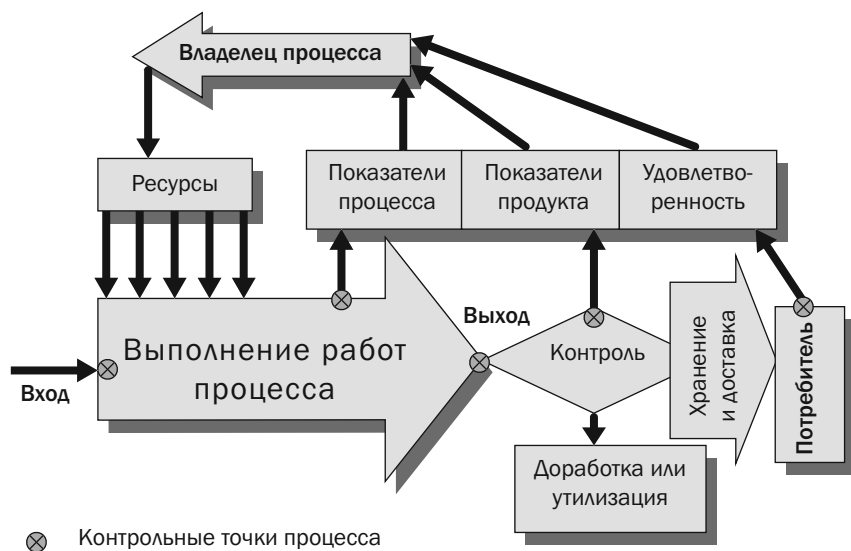 Владелец процесса
Ресурсы
Показатели
процесса
Показатели
продукта
Удовлетво-
ренность
Вход
Выполнение работ
процесса
Выход
Контроль
Хранение
и доставка
Потребитель
Доработка или
утилизация
Контрольные точки процесса